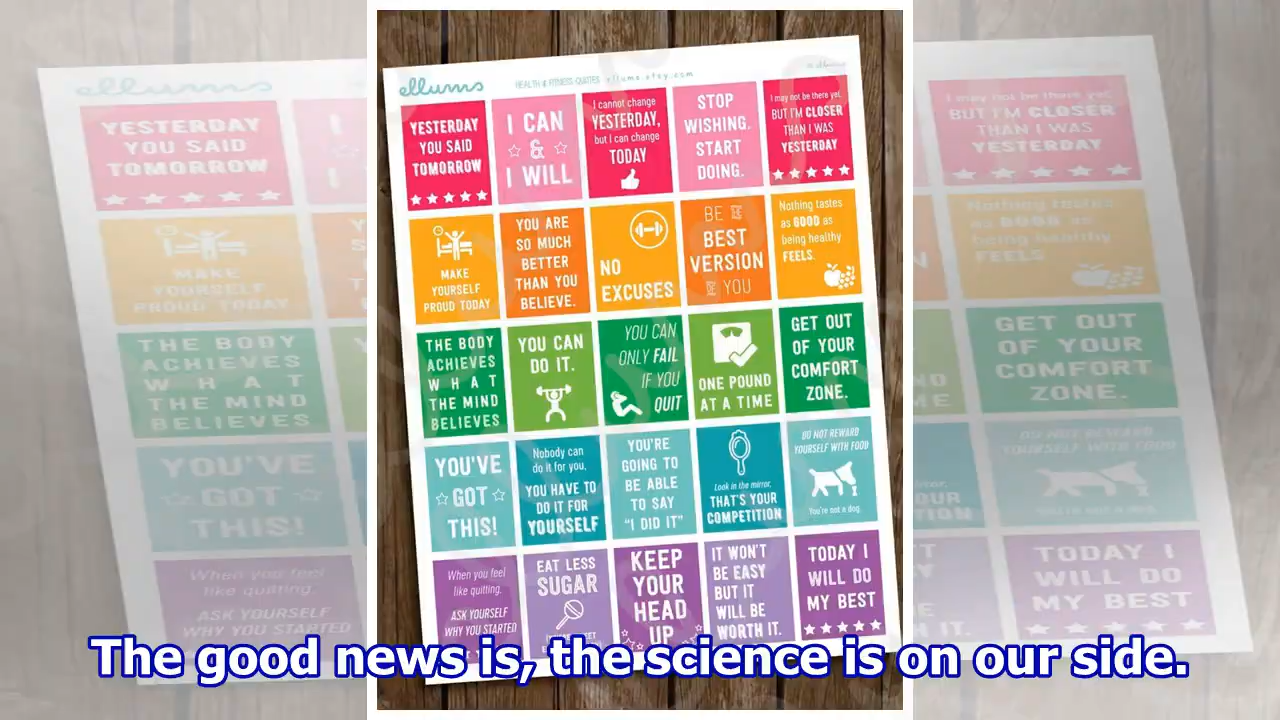 ellums
HEALTH & FITNESS QUOTES
YESTERDAY
YOU SAID
TOMORROW
I CAN
&
I WILL
I cannot change
YESTERDAY,
but I can change
TODAY
STOP
WISHING.
START
DOING.
I may not be there yet,
BUT I'M CLOSER
THAN I WAS
YESTERDAY
MAKE
YOURSELF
PROUD TODAY
YOU ARE
SO MUCH
BETTER
THAN YOU
BELIEVE.
NO
EXCUSES
BE THE
BEST
VERSION
OF YOU
Nothing tastes
as GOOD as
being healthy
FEELS.
THE BODY
ACHIEVES
WHAT
THE MIND
BELIEVES
YOU CAN
DO IT.
YOU CAN
ONLY FAIL
IF YOU
QUIT
ONE POUND
AT A TIME
GET OUT
OF YOUR
COMFORT
ZONE.
YOU'VE
GOT
THIS!
Nobody can
do it for you,
YOU HAVE TO
DO IT FOR
YOURSELF
YOU'RE
GOING TO
BE ABLE
TO SAY
"I DID IT"
Look in the mirror,
THAT'S YOUR
COMPETITION
DO NOT REWARD
YOURSELF WITH FOOD
You're not a dog.
When you feel
like quitting,
ASK YOURSELF
WHY YOU STARTED
EAT LESS
SUGAR
KEEP
YOUR
HEAD
UP
IT WON'T
BE EASY
BUT IT
WILL BE
WORTH IT.
TODAY I
WILL DO
MY BEST
The good news is, the science is on our side.